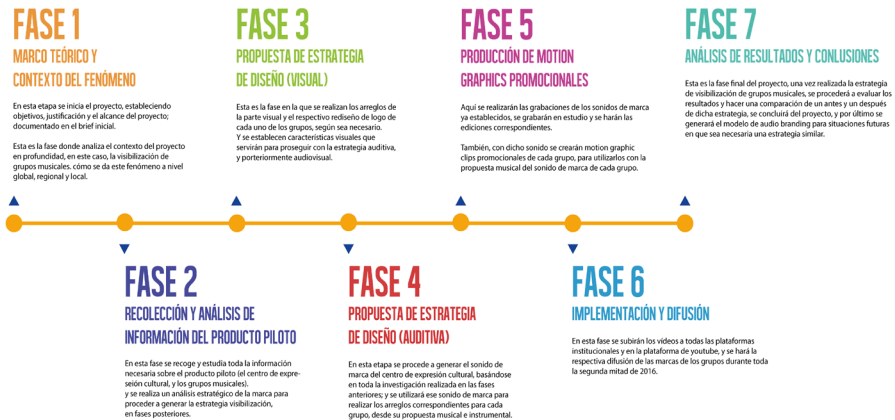 FASE 1
MARCO TEÓRICO Y
CONTEXTO DEL FENÓMENO
En esta etapa se inicia el proyecto, estableciendo
objetivos, justificación y el alcance del proyecto;
documentado en el brief inicial.
Esta es la fase donde analiza el contexto del proyecto
en profundidad, en este caso, la visibilización de
grupos musicales. cómo se da este fenómeno a nivel
global, regional y local.
FASE 2
RECOLECCIÓN Y ANÁLISIS DE
INFORMACIÓN DEL PRODUCTO PILOTO
En esta fase se recoge y estudia toda la información
necesaria sobre el producto piloto (el centro de expre-
seión cultural, y los grupos musicales).
y se realiza un análisis estratégico de la marca para
proceder a generar la estrategia visibilización,
en fases posteriores.
FASE 3
PROPUESTA DE ESTRATEGIA
DE DISEÑO (VISUAL)
Esta es la fase en la que se realizan los arreglos de
la parte visual y el respectivo rediseño de logo de
cada uno de los grupos, según sea necesario.
Y se establecen características visuales que
servirán para proseguir con la estrategia auditiva,
y porteriormente audiovisual.
FASE 4
PROPUESTA DE ESTRATEGIA
DE DISEÑO (AUDITIVA)
En esta etapa se procede a generar el sonido de
marca del centro de expresión cultural, basándose
en toda la investigación realizada en las fases
anteriores; y se utilizará ese sonido de marca para
realizar los arreglos correspondientes para cada
grupo, desde su propuesta musical e instrumental.
FASE 5
PRODUCCIÓN DE MOTION
GRAPHICS PROMOCIONALES
Aquí se realizarán las grabaciones de los sonidos de marca
ya establecidos, se grabarán en estudio y se harán las
ediciones correspondientes.
También, con dicho sonido se crearán motion graphic
clips promocionales de cada grupo, para utilizarlos con la
propuesta musical del sonido de marca de cada grupo.
FASE 6
IMPLEMENTACIÓN Y DIFUSIÓN
En esta fase se subirán los vídeos a todas las plataformas
institucionales y en la plataforma de youtube, y se hará la
respectiva difusión de las marcas de los grupos durante toda
la segunda mitad de 2016.
FASE 7
ANÁLISIS DE RESULTADOS Y CONLUSIONES
Esta es la fase final del proyecto, una vez realizada la estrategia
de visibilización de grupos musicales, se procederá a evaluar los
resultados y hacer una comparación de un antes y un después
de dicha estrategia, se concluirá del proyecto, y por último se
generará el modelo de audio branding para situaciones futuras
en que sea necesaria una estrategia similar.